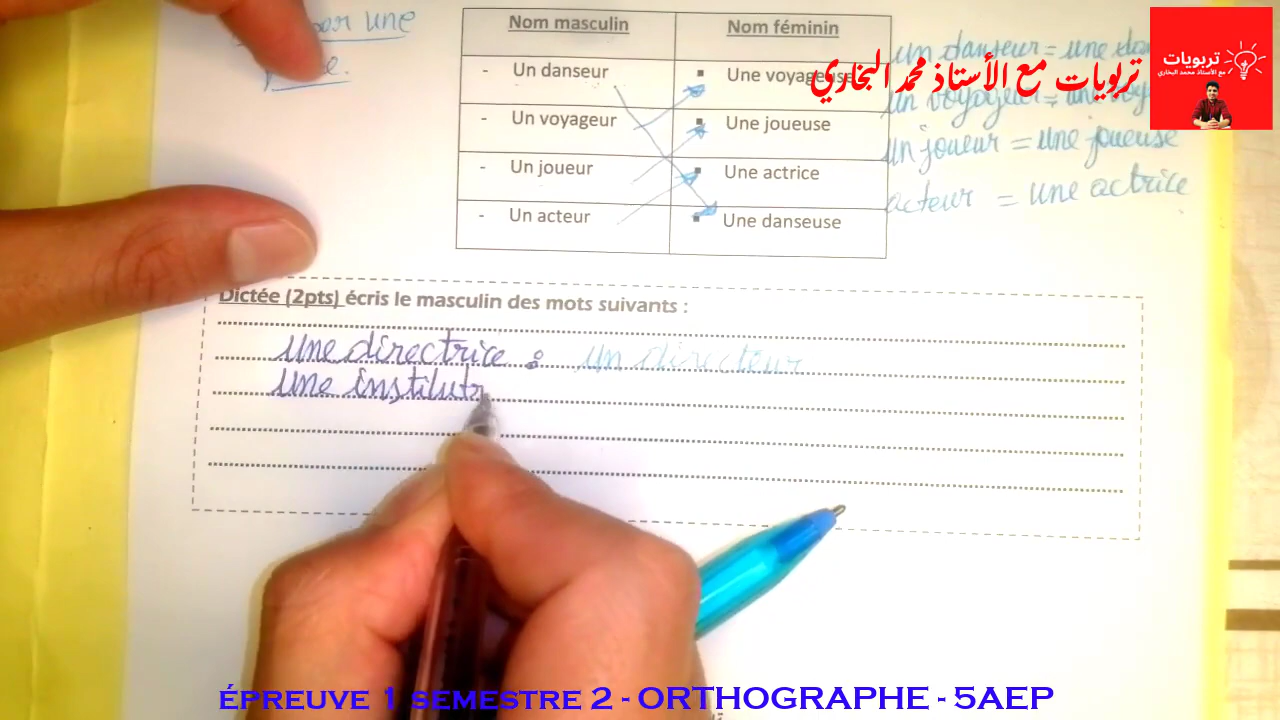 par une
Nom masculin Nom féminin
- Un danseur ▪ Une voyageuse
- Un voyageur ▪ Une joueuse
- Un joueur ▪ Une actrice
- Un acteur ▪ Une danseuse
un danseur = une
un voyageur = une
un joueur = une joueuse
acteur = une actrice
تربويات مع الأستاذ محمد البخاري
تربويات
مع الأستاذ محمد البخاري
Dictée (2pts) écris le masculin des mots suivants :
une directrice : un directeur
une institutr
épreuve 1 semestre 2 - ORTHOGRAPHE - 5AEP